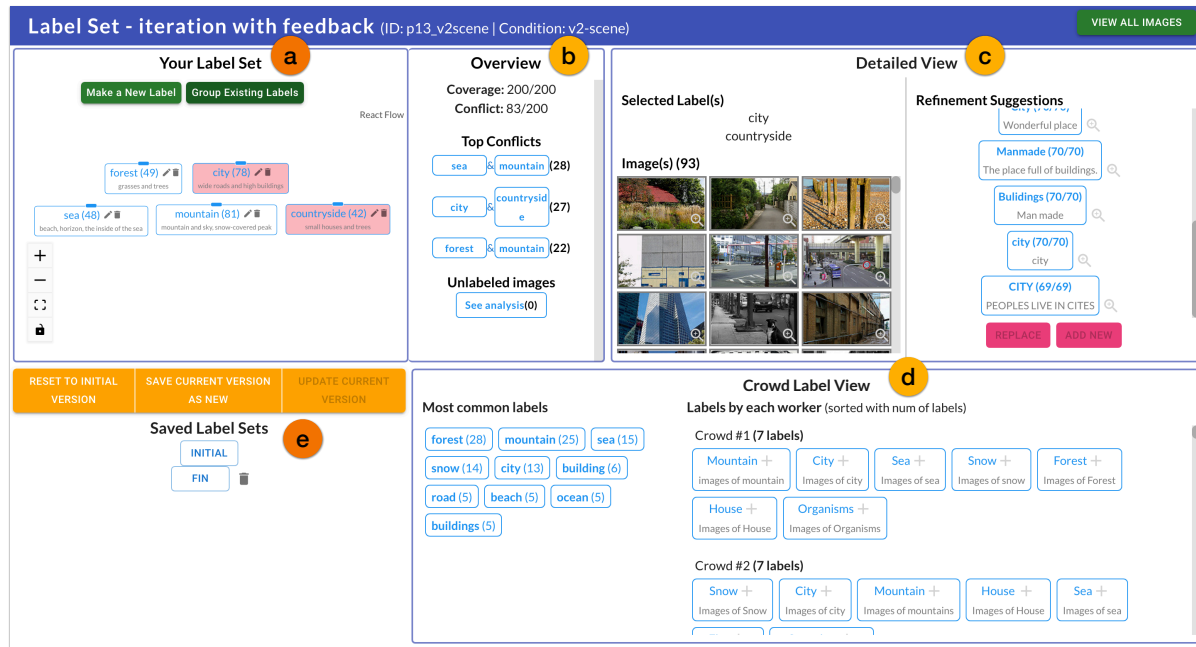 Label Set - iteration with feedback (ID: p13_v2scene | Condition: v2-scene)
VIEW ALL IMAGES
Your Label Set
a
Make a New Label
Group Existing Labels
React Flow
forest (49)
grasses and trees
city (78)
wide roads and high buildings
sea (48)
beach, horizon, the inside of the sea
mountain (81)
mountain and sky, snow-covered peak
countryside (42)
small houses and trees
Overview
b
Coverage: 200/200
Conflict: 83/200
Top Conflicts
sea & mountain (28)
city & countrysid
e (27)
forest & mountain (22)
Unlabeled images
See analysis(0)
Detailed View
c
Selected Label(s)
city
countryside
Image(s) (93)
Refinement Suggestions
City (70/70)
Wonderful place
Manmade (70/70)
The place full of buildings.
Bulidings (70/70)
Man made
city (70/70)
city
CITY (69/69)
PEOPLES LIVE IN CITES
REPLACE
ADD NEW
RESET TO INITIAL
VERSION
SAVE CURRENT VERSION
AS NEW
UPDATE CURRENT
VERSION
Saved Label Sets
e
INITIAL
FIN
Crowd Label View
d
Most common labels
forest (28)
mountain (25)
sea (15)
snow (14)
city (13)
building (6)
road (5)
beach (5)
ocean (5)
buildings (5)
Labels by each worker (sorted with num of labels)
Crowd #1 (7 labels)
Mountain +
images of mountain
City +
Images of city
Sea +
Images of sea
Snow +
Images of snow
Forest +
Images of Forest
House +
Images of House
Organisms +
Images of Organisms
Crowd #2 (7 labels)
Snow +
Images of Snow
City +
Images of city
Mountain +
Images of mountains
House +
Images of House
Sea +
Images of sea